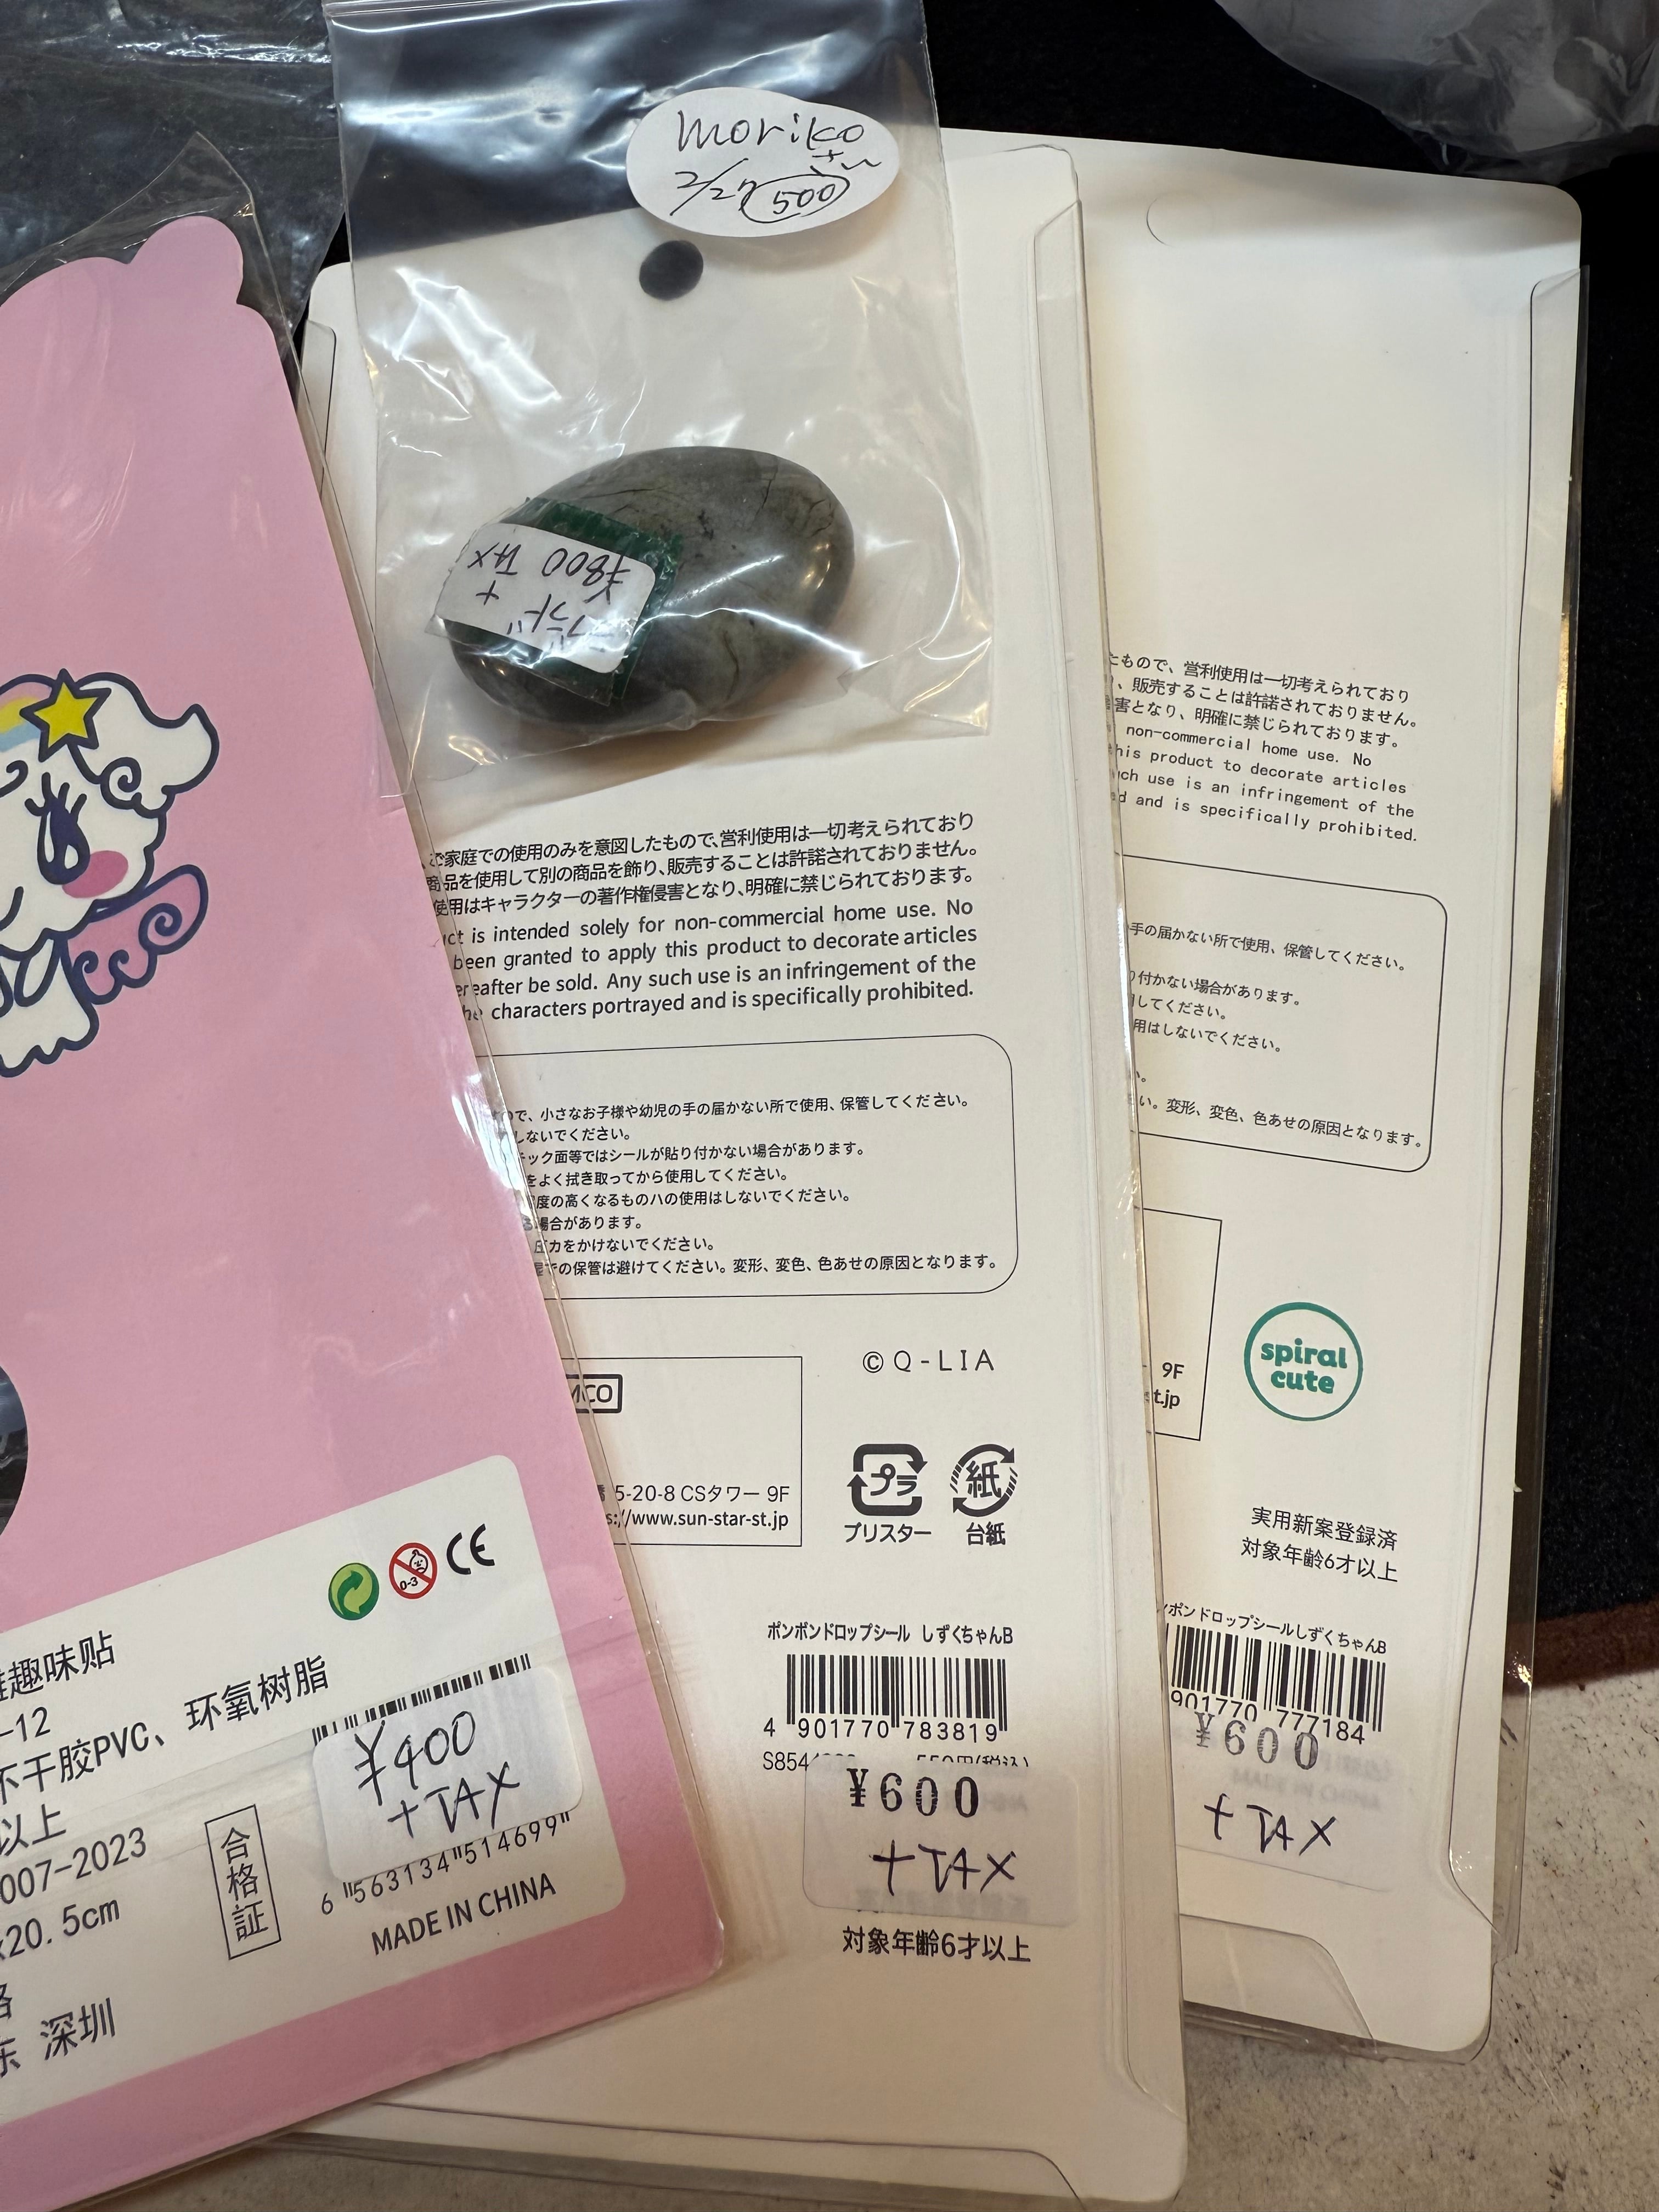 moriko
さん
2/27 500
ブラド
+
¥800 TAX
ご家庭での使用のみを意図したもので、営利使用は一切考えられており
商品を使用して別の商品を飾り、販売することは許諾されておりません。
使用はキャラクターの著作権侵害となり、明確に禁じられております。
is intended solely for non-commercial home use. No
been granted to apply this product to decorate articles
ereafter be sold. Any such use is an infringement of the
he characters portrayed and is specifically prohibited.
ので、小さなお子様や幼児の手の届かない所で使用、保管してください。
しないでください。
チック面等ではシールが貼り付かない場合があります。
をよく拭き取ってから使用してください。
度の高くなるものハの使用はしないでください。
場合があります。
圧力をかけないでください。
での保管は避けてください。変形、変色、色あせの原因となります。
©Q-LIA
MCO
5-20-8 CSタワー 9F
s://www.sun-star-st.jp
プラ
ブリスター
紙
台紙
ボンボンドロップシール しずくちゃんB
4 901770 783819
S854
550円(税込)
¥600
+TAX
対象年齢6才以上
たもので、営利使用は一切考えられており
、販売することは許諾されておりません。
害となり、明確に禁じられております。
non-commercial home use. No
this product to decorate articles
uch use is an infringement of the
ed and is specifically prohibited.
手の届かない所で使用、保管してください。
り付かない場合があります。
してください。
用はしないでください。
い。
い。変形、変色、色あせの原因となります。
9F
st.jp
spiral
cute
実用新案登録済
対象年齢6才以上
ンボンドロップシールしずくちゃんB
901770 777184
¥600
+TAX
0-3
CE
趣味贴
-12
不干胶PVC、环氧树脂
以上
007-2023
x20.5cm
格
东 深圳
合格証
¥400
+TAX
6 563134 514699
MADE IN CHINA